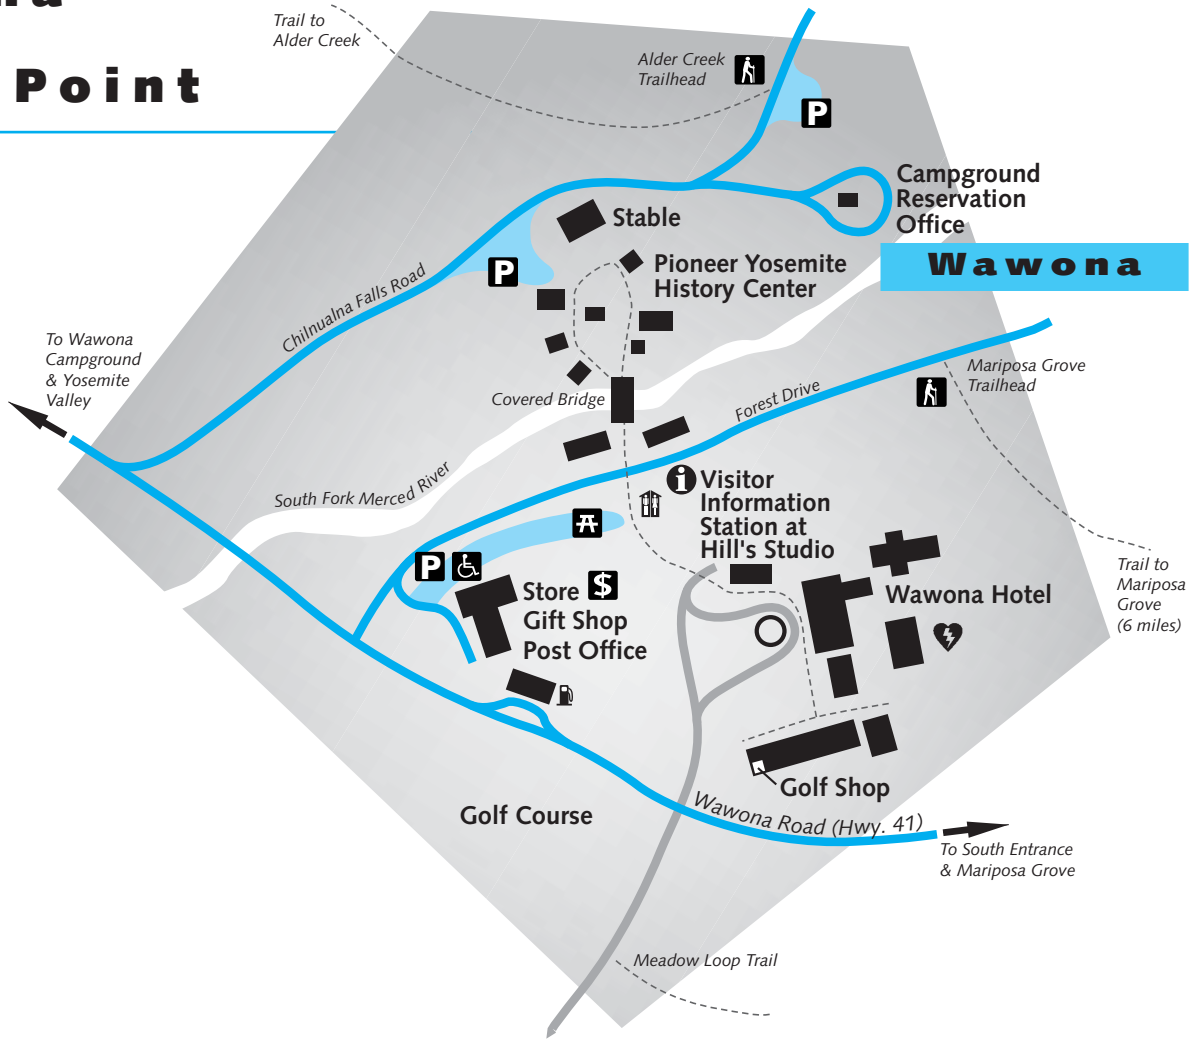 Point
Trail to
Alder Creek
Alder Creek
Trailhead
P
Campground
Reservation
Office
Wawona
Stable
Pioneer Yosemite
History Center
P
Chilnualna Falls Road
To Wawona
Campground
& Yosemite
Valley
Mariposa Grove
Trailhead
Covered Bridge
Forest Drive
South Fork Merced River
i
Visitor
Information
Station at
Hill's Studio
P
Store $
Gift Shop
Post Office
Wawona Hotel
Trail to
Mariposa
Grove
(6 miles)
Golf Shop
Golf Course
Wawona Road (Hwy. 41)
To South Entrance
& Mariposa Grove
Meadow Loop Trail